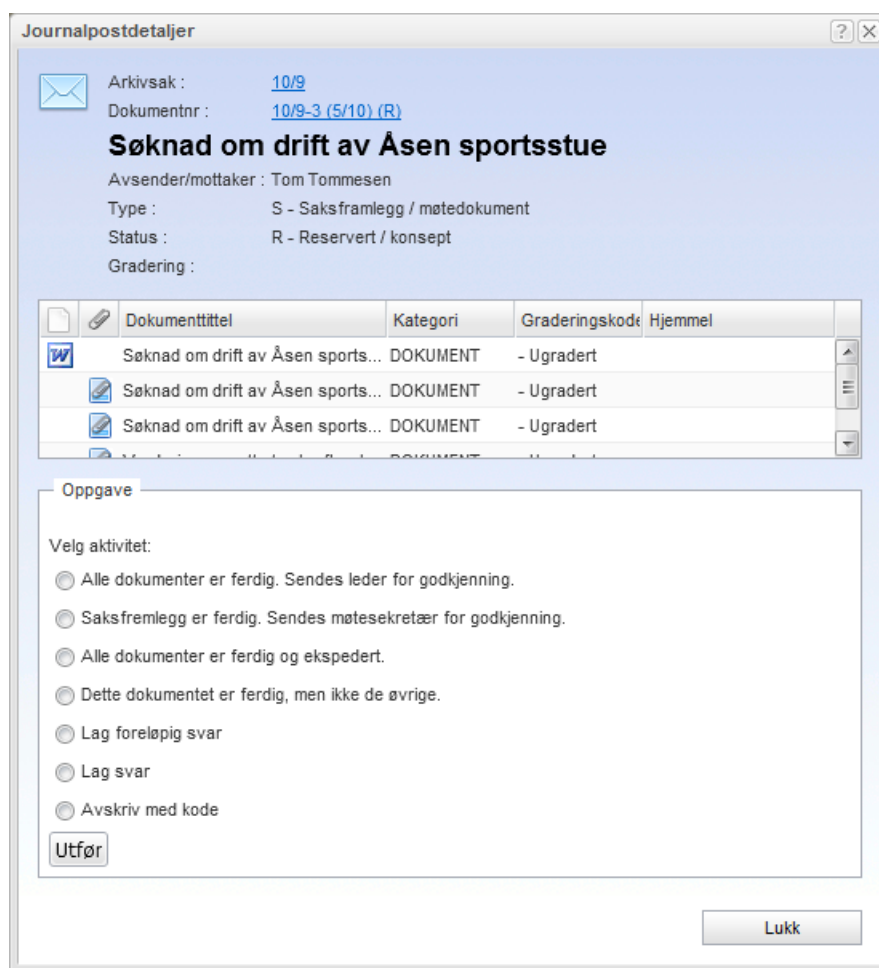 Journalpostdetaljer
Arkivsak : 10/9
Dokumentnr : 10/9-3 (5/10) (R)
Søknad om drift av Åsen sportsstue
Avsender/mottaker : Tom Tommesen
Type : S - Saksframlegg / møtedokument
Status : R - Reservert / konsept
Gradering :
Dokumenttittel Kategori Graderingskode Hjemmel
Søknad om drift av Åsen sports... DOKUMENT - Ugradert
Søknad om drift av Åsen sports... DOKUMENT - Ugradert
Søknad om drift av Åsen sports... DOKUMENT - Ugradert
Oppgave
Velg aktivitet:
Alle dokumenter er ferdig. Sendes leder for godkjenning.
Saksfremlegg er ferdig. Sendes møtesekretær for godkjenning.
Alle dokumenter er ferdig og ekspedert.
Dette dokumentet er ferdig, men ikke de øvrige.
Lag foreløpig svar
Lag svar
Avskriv med kode
Utfør
Lukk